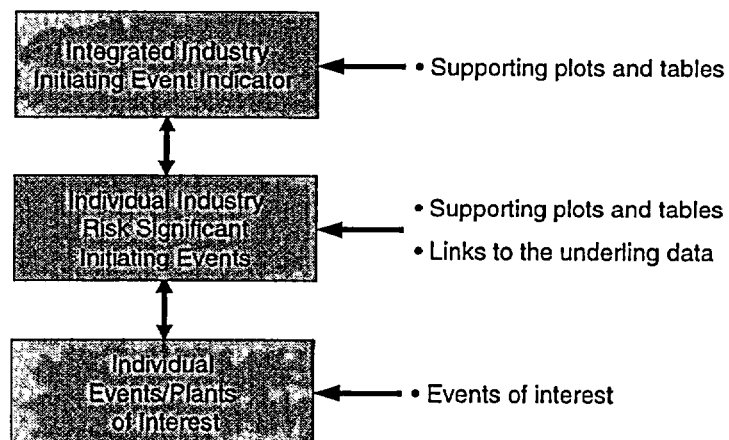 Integrated Industry
Initiating Event Indicator
• Supporting plots and tables
Individual Industry
Risk Significant
Initiating Events
• Supporting plots and tables
• Links to the underling data
Individual
Events/Plants
of Interest
• Events of interest